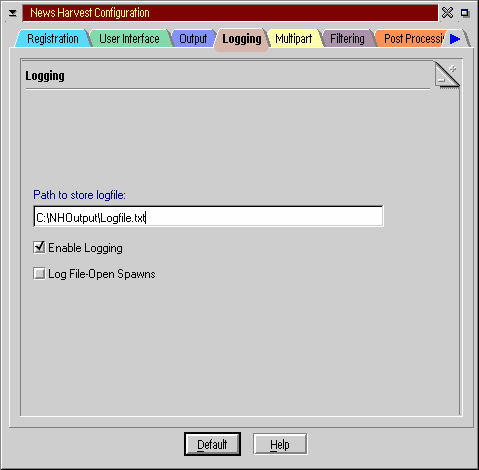 News Harvest Configuration
Registration User Interface Output Logging Multipart Filtering Post Processi
Logging
Path to store logfile:
C:\NHOutput\Logfile.txt
Enable Logging
Log File-Open Spawns
Default Help